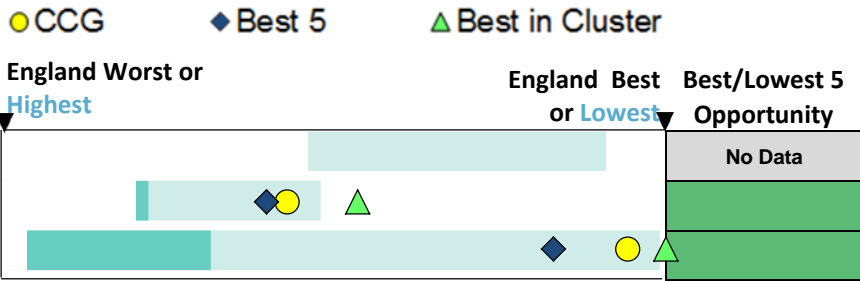 CCG Best 5 Best in Cluster
England Worst or England Best Best/Lowest 5
Highest or Lowest Opportunity
No Data